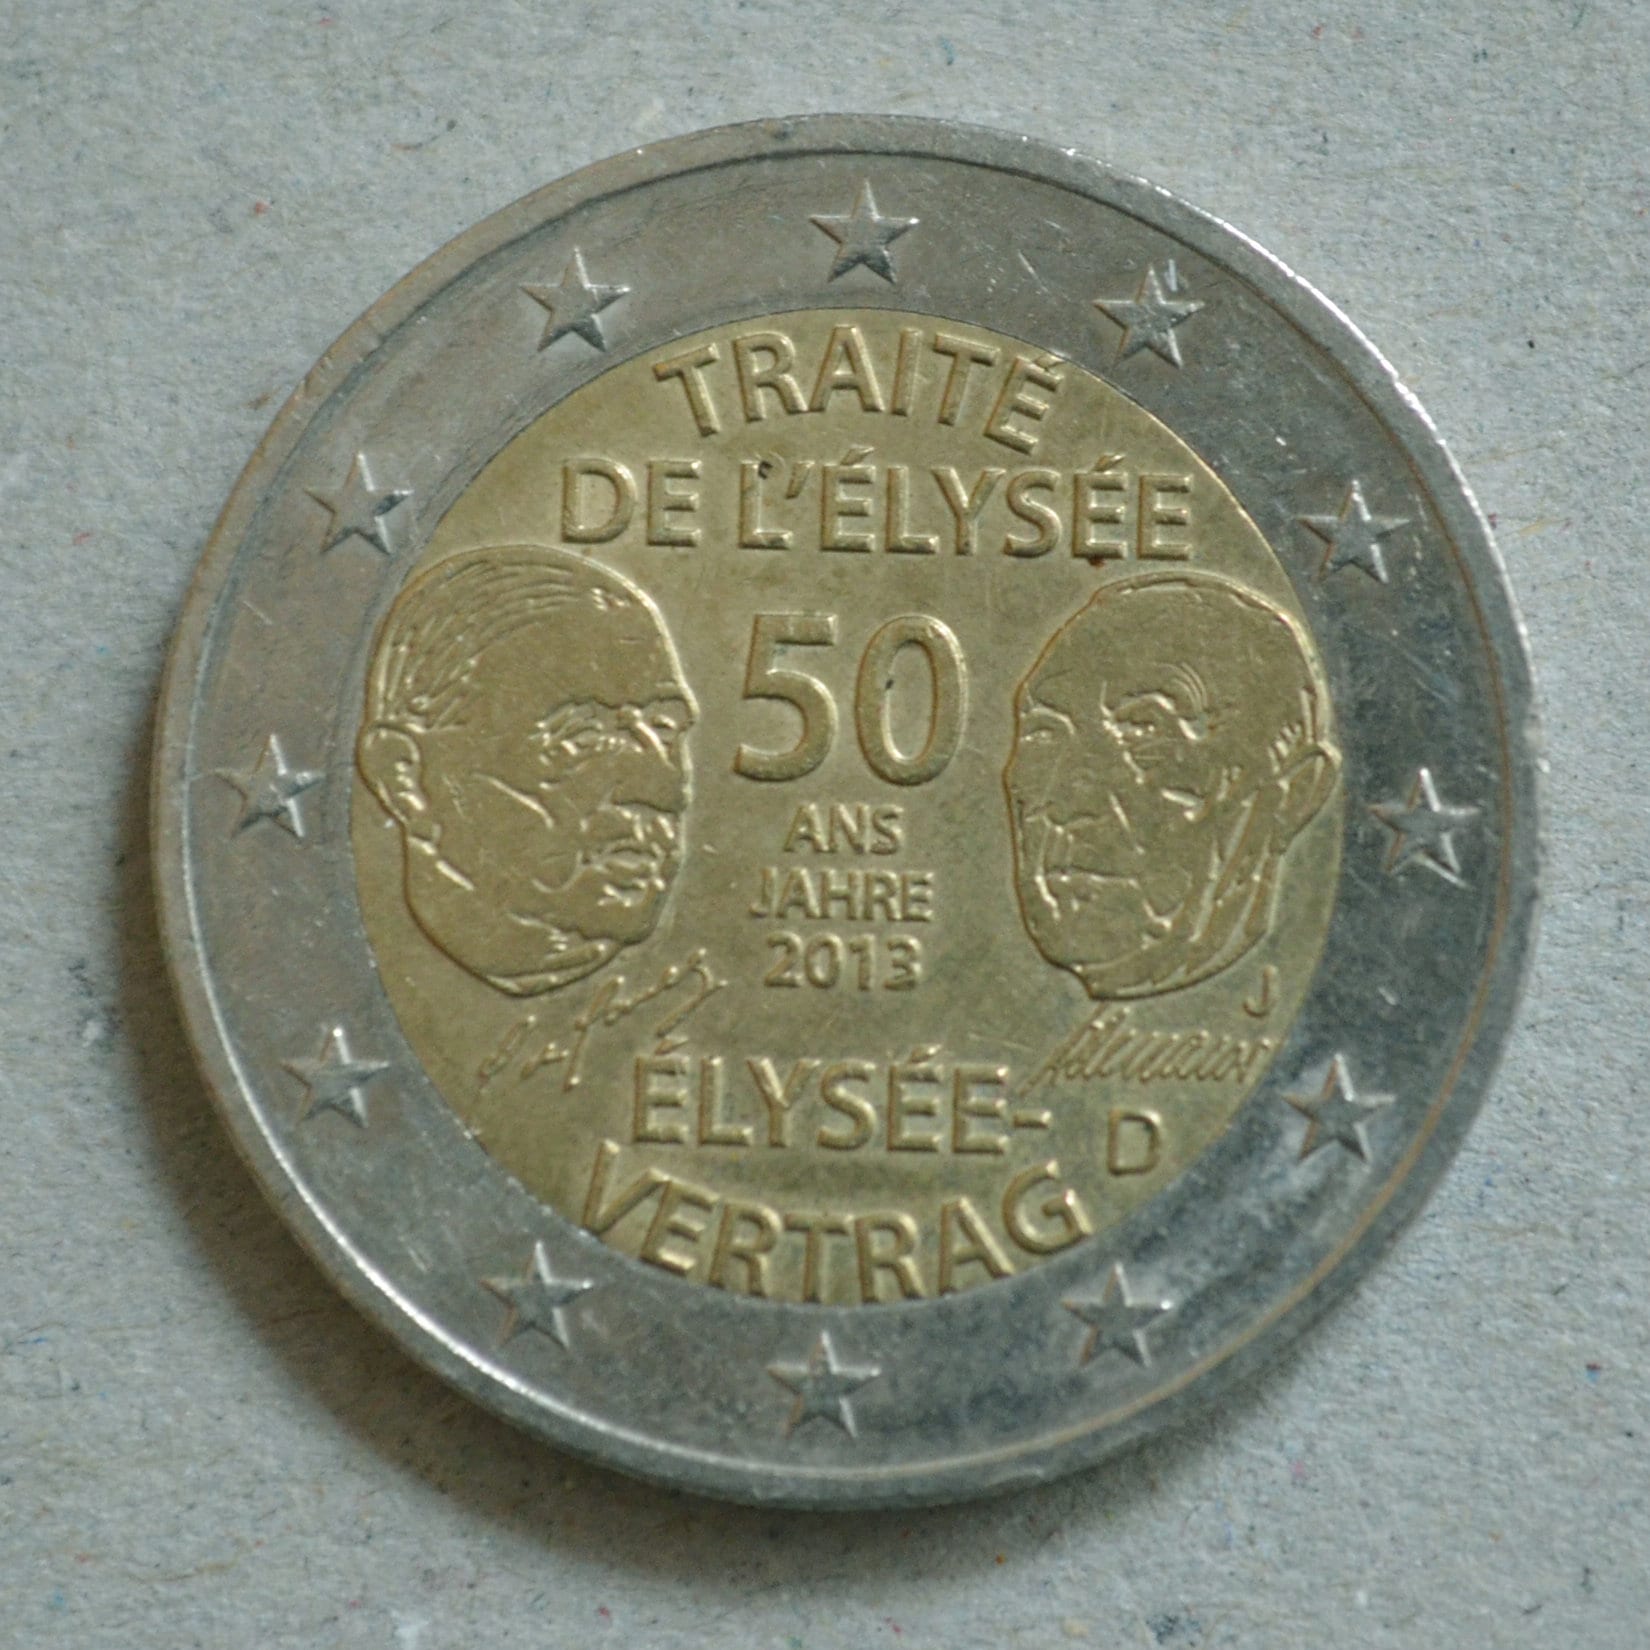 TRAITÉ
DE L'ÉLYSÉE
50
ANS
JAHRE
2013
J
ÉLYSÉE-
D
VERTRAG